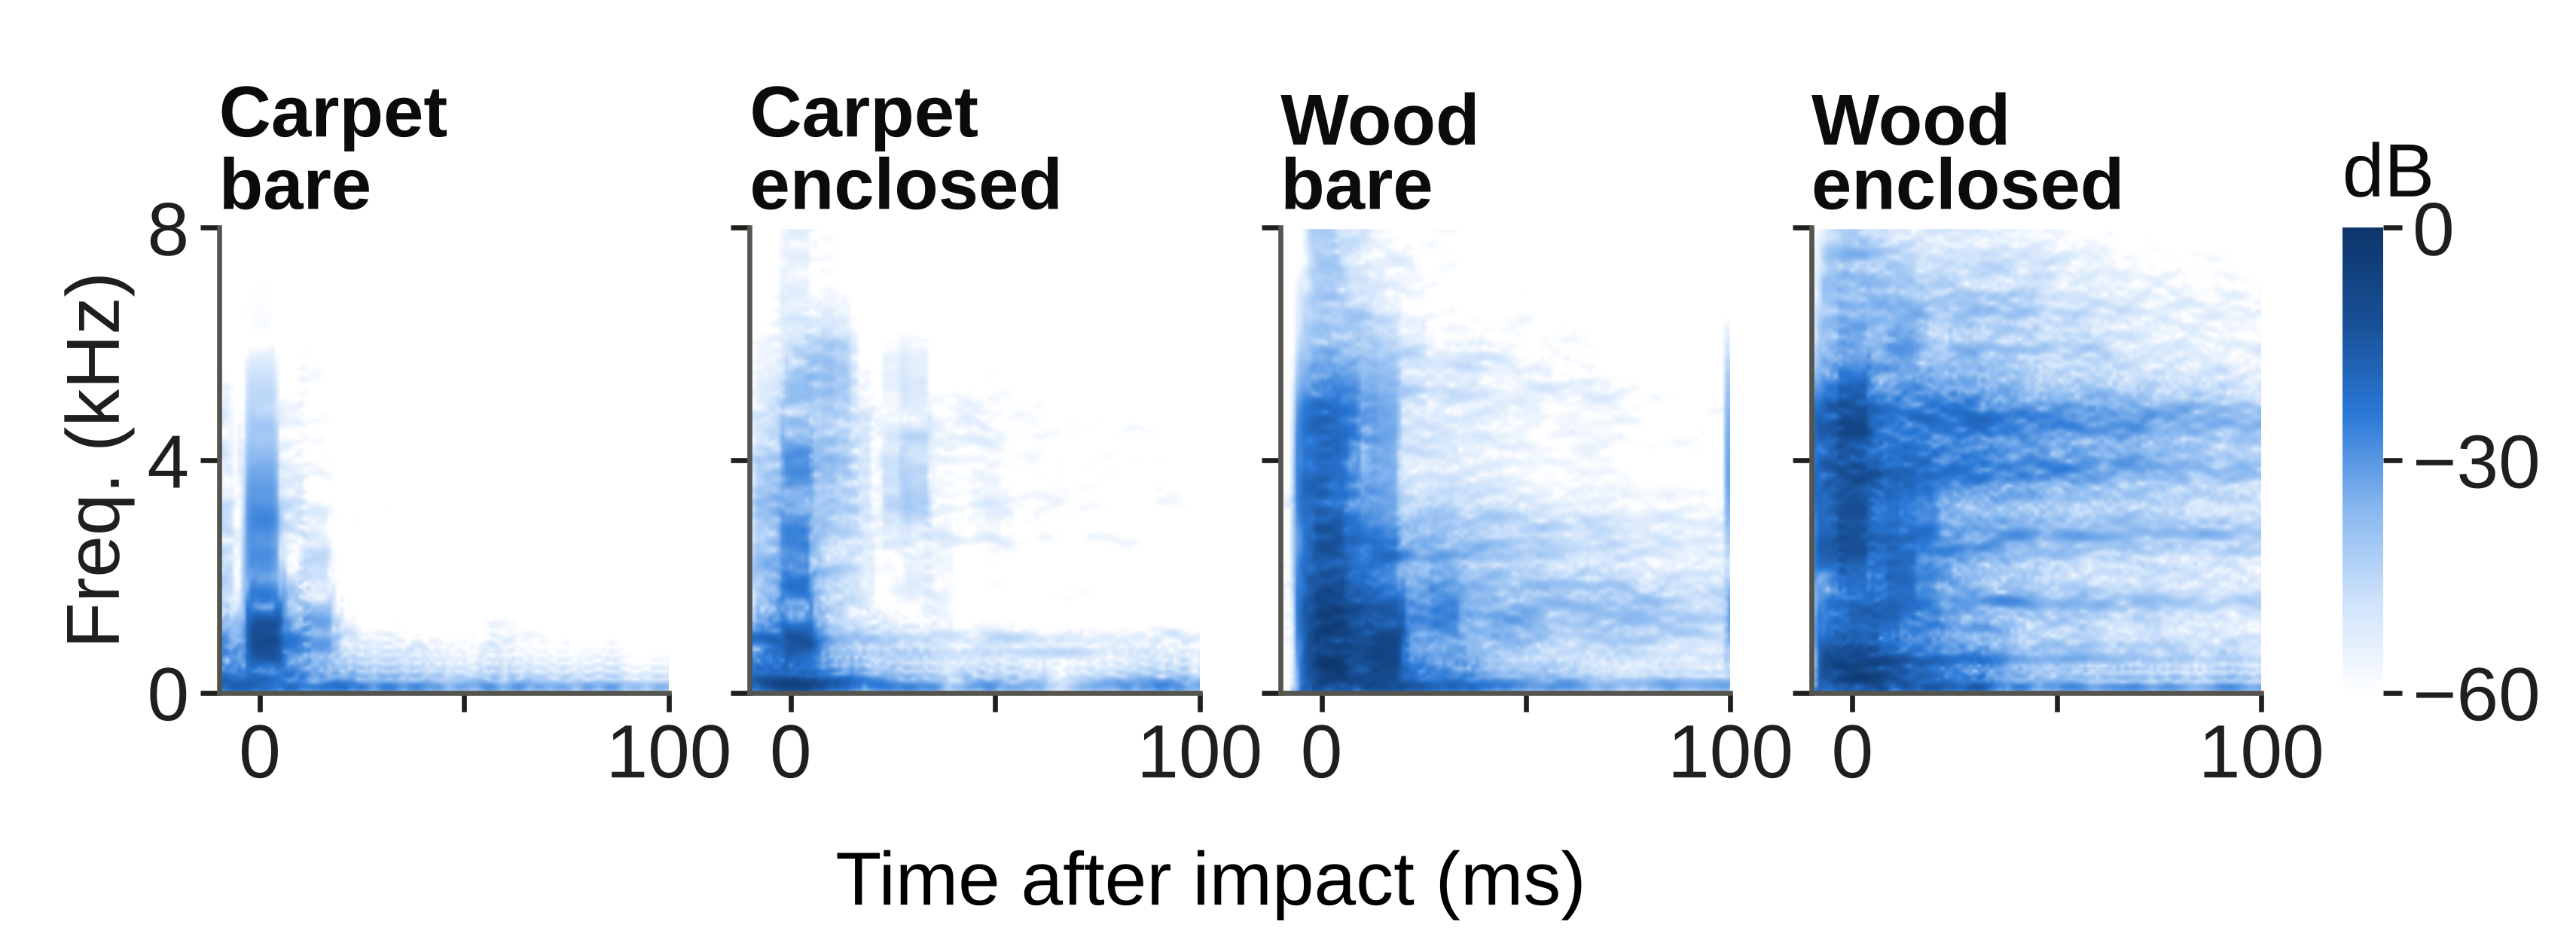 Carpet
bare
Carpet
enclosed
Wood
bare
Wood
enclosed
dB
8
4
0
Freq. (kHz)
0
−30
−60
0 100
0 100
0 100
0 100
Time after impact (ms)